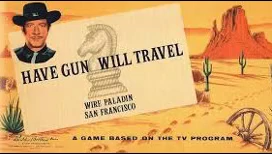 HAVE GUN WILL TRAVEL
WIRE PALADIN
SAN FRANCISCO
A GAME BASED ON THE TV PROGRAM